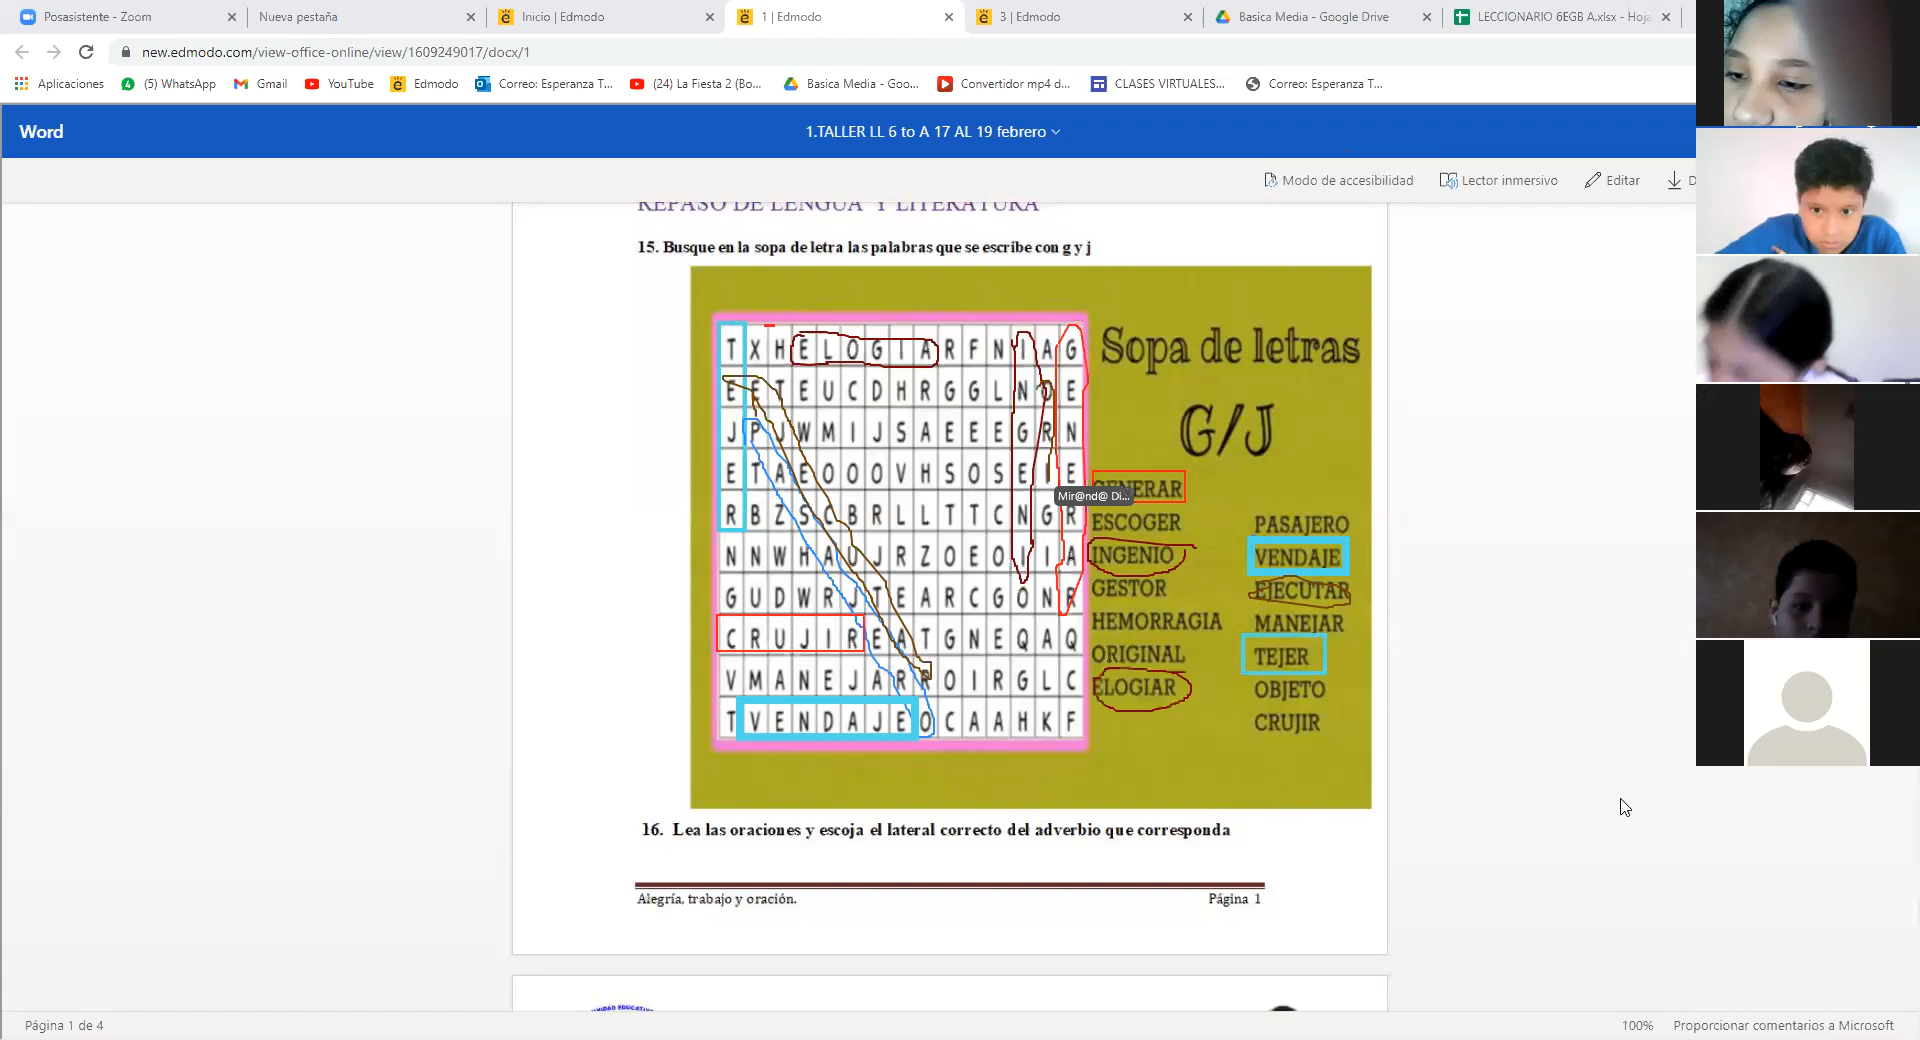 Posasistente - Zoom
Nueva pestaña
Inicio | Edmodo
1 | Edmodo
3 | Edmodo
Basica Media - Google Drive
LECCIONARIO 6EGB A.xlsx - Hoja
new.edmodo.com/view-office-online/view/1609249017/docx/1
Aplicaciones
(5) WhatsApp
Gmail
YouTube
Edmodo
Correo: Esperanza T...
(24) La Fiesta 2 (Bo...
Basica Media - Goo...
Convertidor mp4 d...
CLASES VIRTUALES...
Correo: Esperanza T...
Word
1.TALLER LL 6 to A 17 AL 19 febrero
Modo de accesibilidad
Lector inmersivo
Editar
D
REPASO DE LENGUA Y LITERATURA
15. Busque en la sopa de letra las palabras que se escribe con g y j
T X H E L O G I A R F N I A G
E E T E U C D H R G G L N O E
J P J W M I J S A E E E G R N
E T A E O O O V H S O S E I E
R B Z S C B R L L T T C N G R
N N W H A U J R Z O E O I I A
G U D W R J T E A R C G O N R
C R U J I R E A T G N E Q A Q
V M A N E J A R R O I R G L C
T V E N D A J E O C A A H K F
Sopa de letras
G/J
GENERAR
Mir@nd@ Di...
ESCOGER
INGENIO
GESTOR
HEMORRAGIA
ORIGINAL
ELOGIAR
PASAJERO
VENDAJE
EJECUTAR
MANEJAR
TEJER
OBJETO
CRUJIR
16. Lea las oraciones y escoja el lateral correcto del adverbio que corresponda
Alegría, trabajo y oración.
Página 1
UNIDAD EDUCATIVA
Página 1 de 4
100%
Proporcionar comentarios a Microsoft